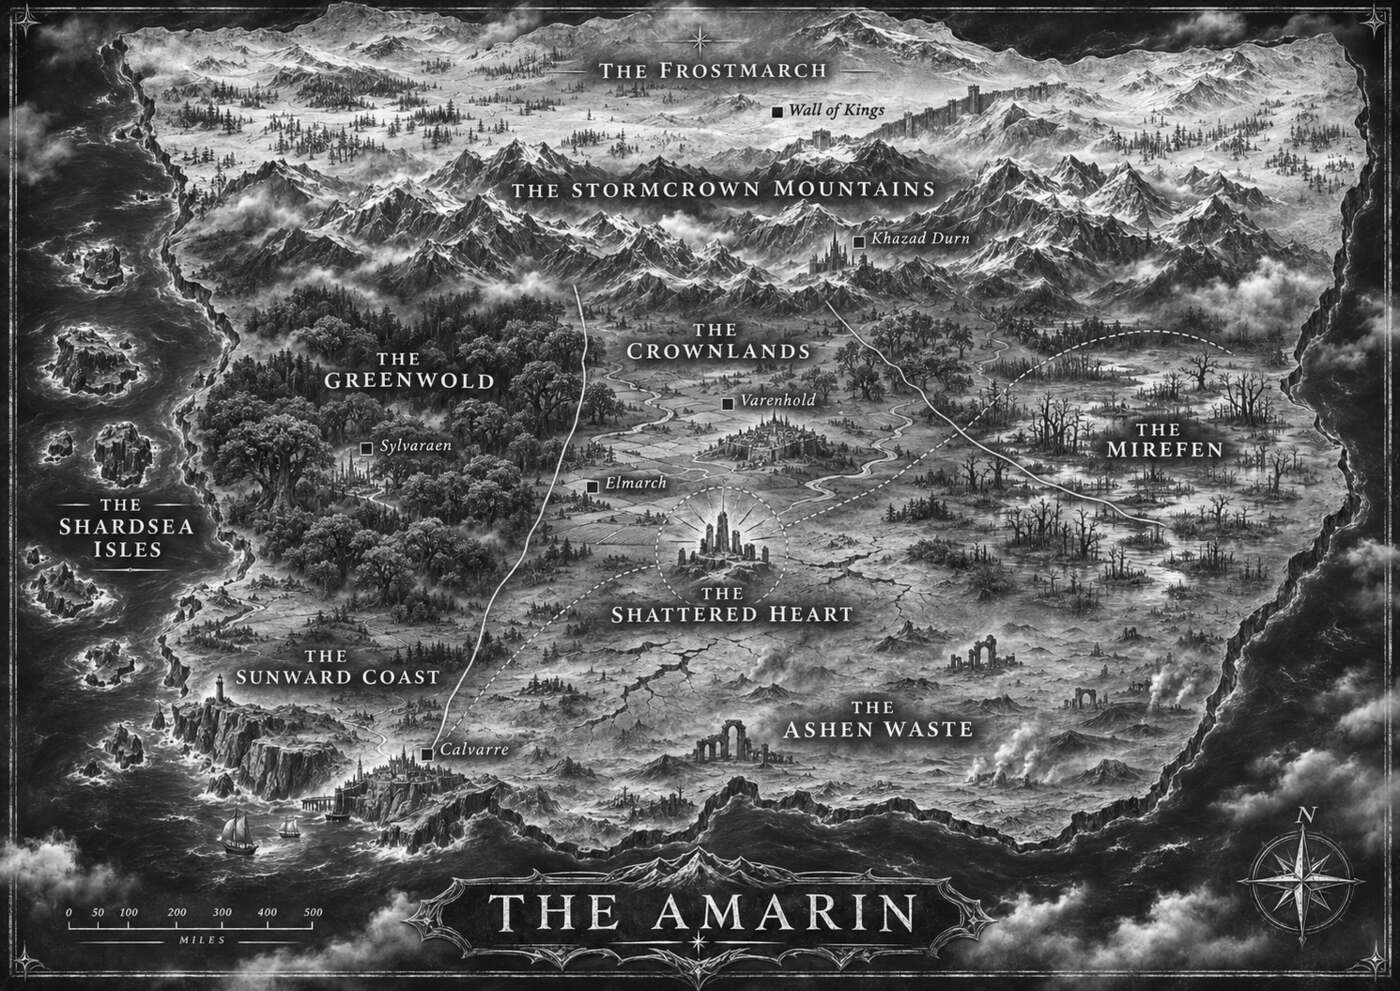 THE FROSTMARCH
Wall of Kings
THE STORMCROWN MOUNTAINS
Khazad Durn
THE
CROWNLANDS
THE
GREENWOLD
Varenhold
Sylvaraen
THE
MIREFEN
Elmarch
THE
SHARDSEA
ISLES
THE
SHATTERED HEART
THE
SUNWARD COAST
THE
ASHEN WASTE
Calvarre
N
THE AMARIN
0 50 100 200 300 400 500
MILES